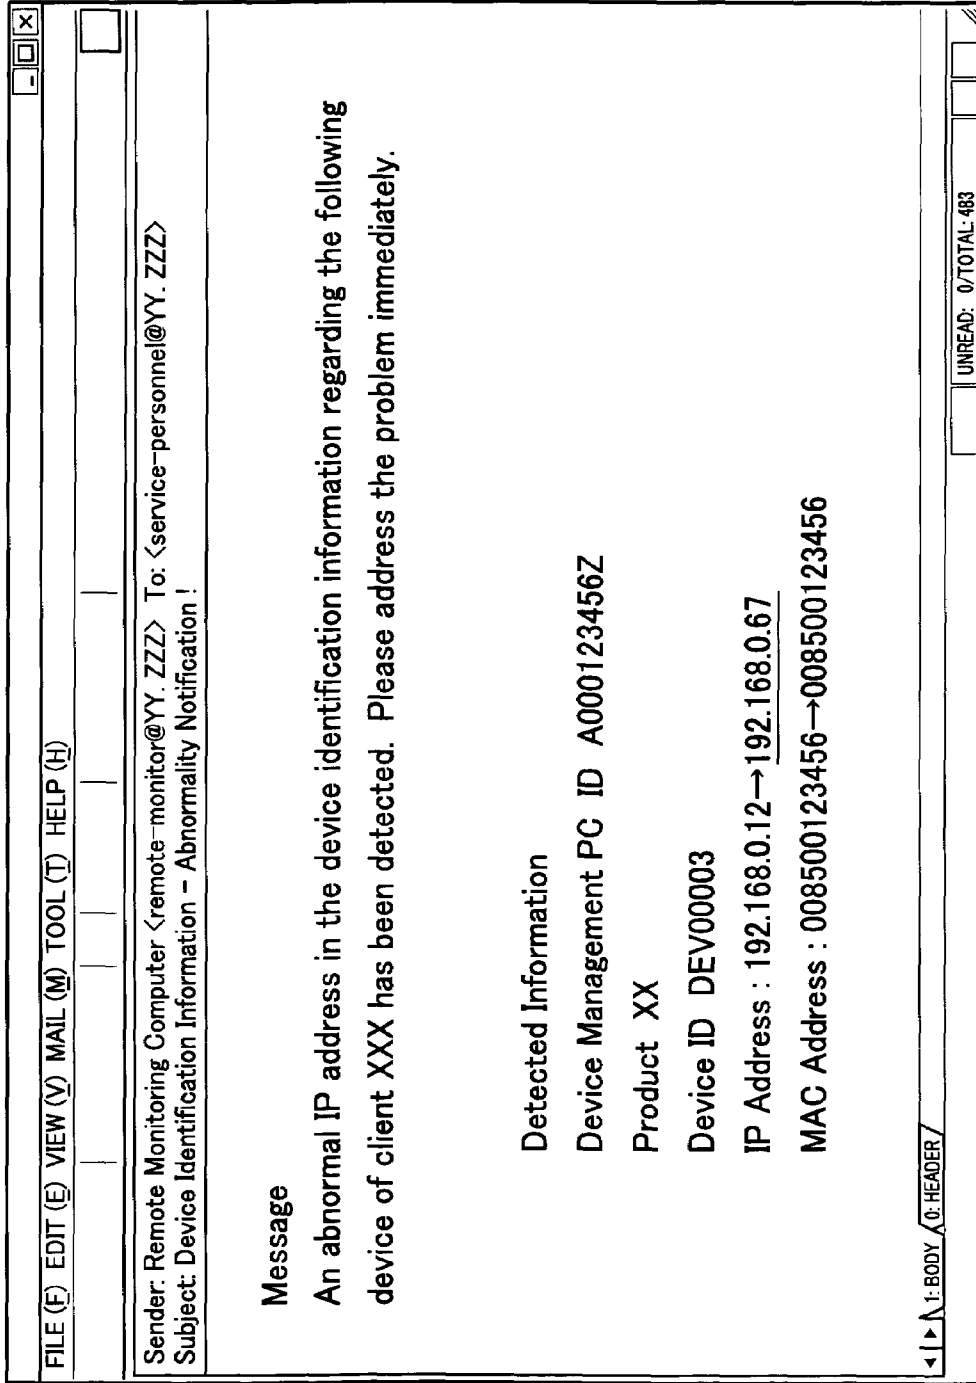 FILE (F) EDIT (E) VIEW (V) MAIL (M) TOOL (T) HELP (H)
Sender: Remote Monitoring Computer <remote-monitor@YY. ZZZ> To: <service-personnel@YY. ZZZ>
Subject: Device Identification Information - Abnormality Notification !
Message
An abnormal IP address in the device identification information regarding the following
device of client XXX has been detected. Please address the problem immediately.
Detected Information
Device Management PC ID A000123456Z
Product XX
Device ID DEV00003
IP Address : 192.168.0.12→192.168.0.67
MAC Address : 008500123456→008500123456
1: BODY 0: HEADER
UNREAD: 0/TOTAL: 483